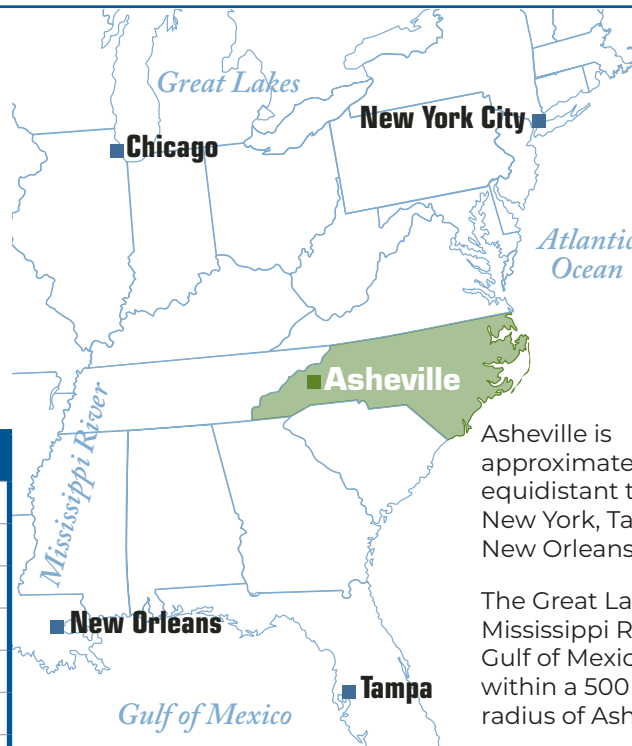 Great Lakes
New York City
Chicago
Atlantic
Ocean
Asheville
Mississippi River
Asheville is
approximate
equidistant t
New York, Ta
New Orleans
The Great La
Mississippi R
Gulf of Mexic
within a 500
radius of Ash
New Orleans
Tampa
Gulf of Mexico